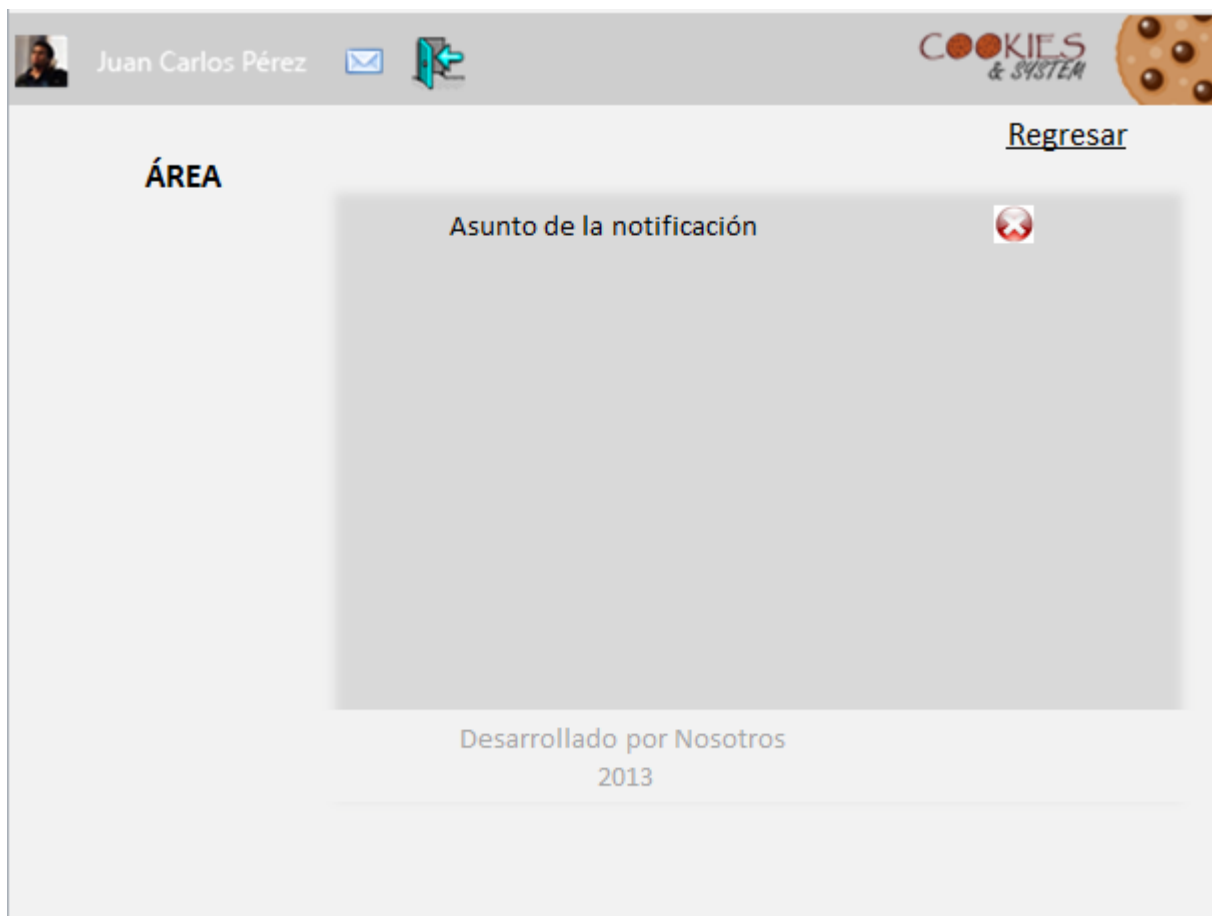 Juan Carlos Pérez
COOKIES
& SYSTEM
Regresar
ÁREA
Asunto de la notificación
Desarrollado por Nosotros
2013